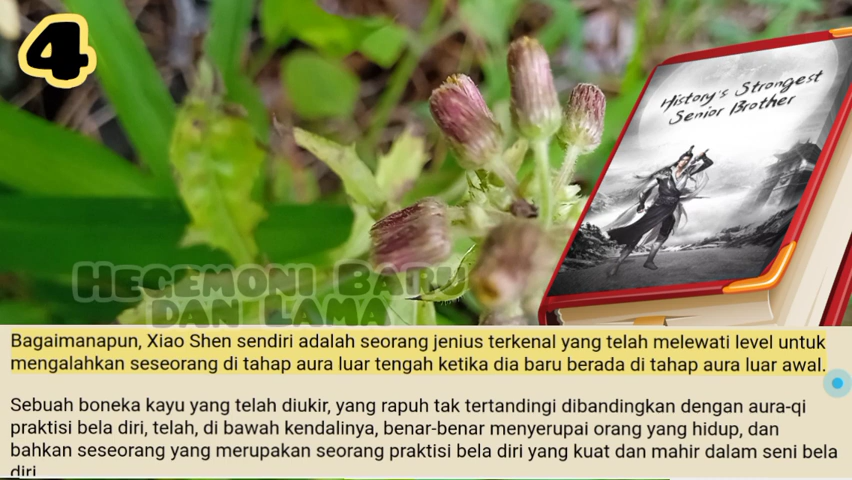 4
History's Strongest
Senior Brother
Hegemoni Baru
dan Lama
Bagaimanapun, Xiao Shen sendiri adalah seorang jenius terkenal yang telah melewati level untuk
mengalahkan seseorang di tahap aura luar tengah ketika dia baru berada di tahap aura luar awal.
Sebuah boneka kayu yang telah diukir, yang rapuh tak tertandingi dibandingkan dengan aura-qi
praktisi bela diri, telah, di bawah kendalinya, benar-benar menyerupai orang yang hidup, dan
bahkan seseorang yang merupakan seorang praktisi bela diri yang kuat dan mahir dalam seni bela
diri